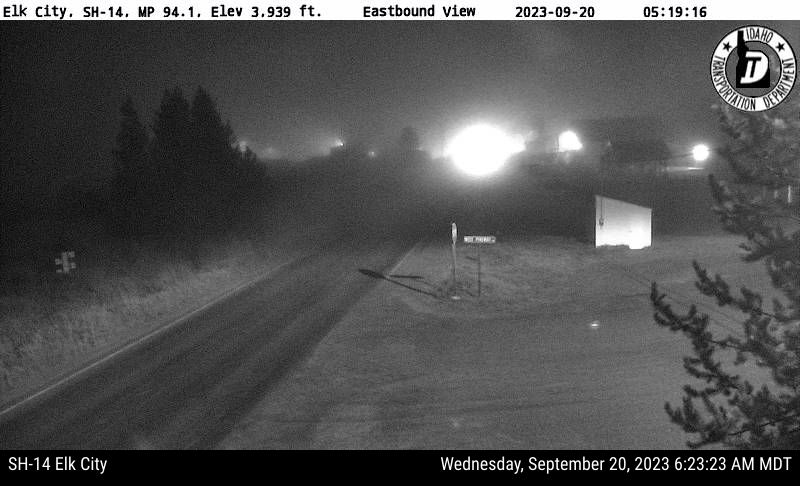 Elk City, SH-14, MP 94.1, Elev 3,939 ft. Eastbound View 2023-09-20 05:19:16
IDAHO
TRANSPORTATION DEPARTMENT
SH-14 Elk City Wednesday, September 20, 2023 6:23:23 AM MDT